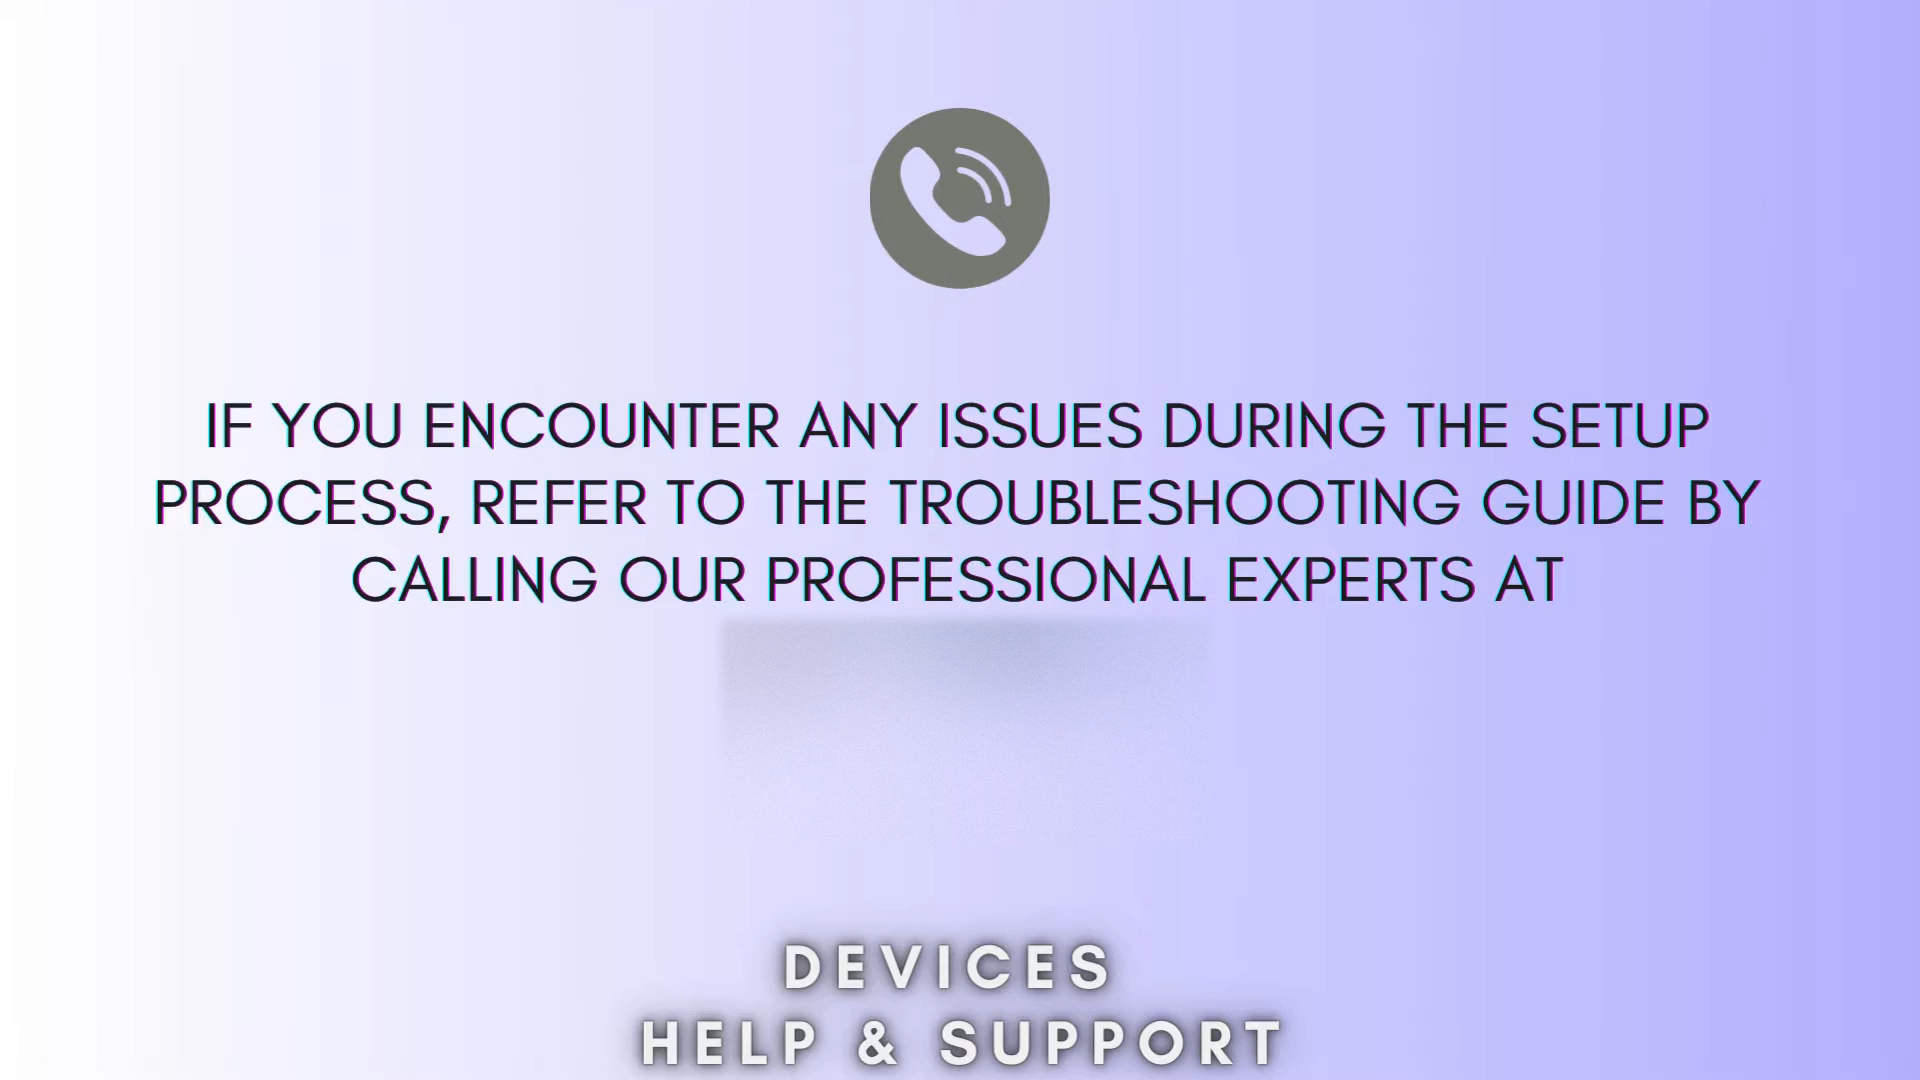 IF YOU ENCOUNTER ANY ISSUES DURING THE SETUP
PROCESS, REFER TO THE TROUBLESHOOTING GUIDE BY
CALLING OUR PROFESSIONAL EXPERTS AT
DEVICES
HELP & SUPPORT